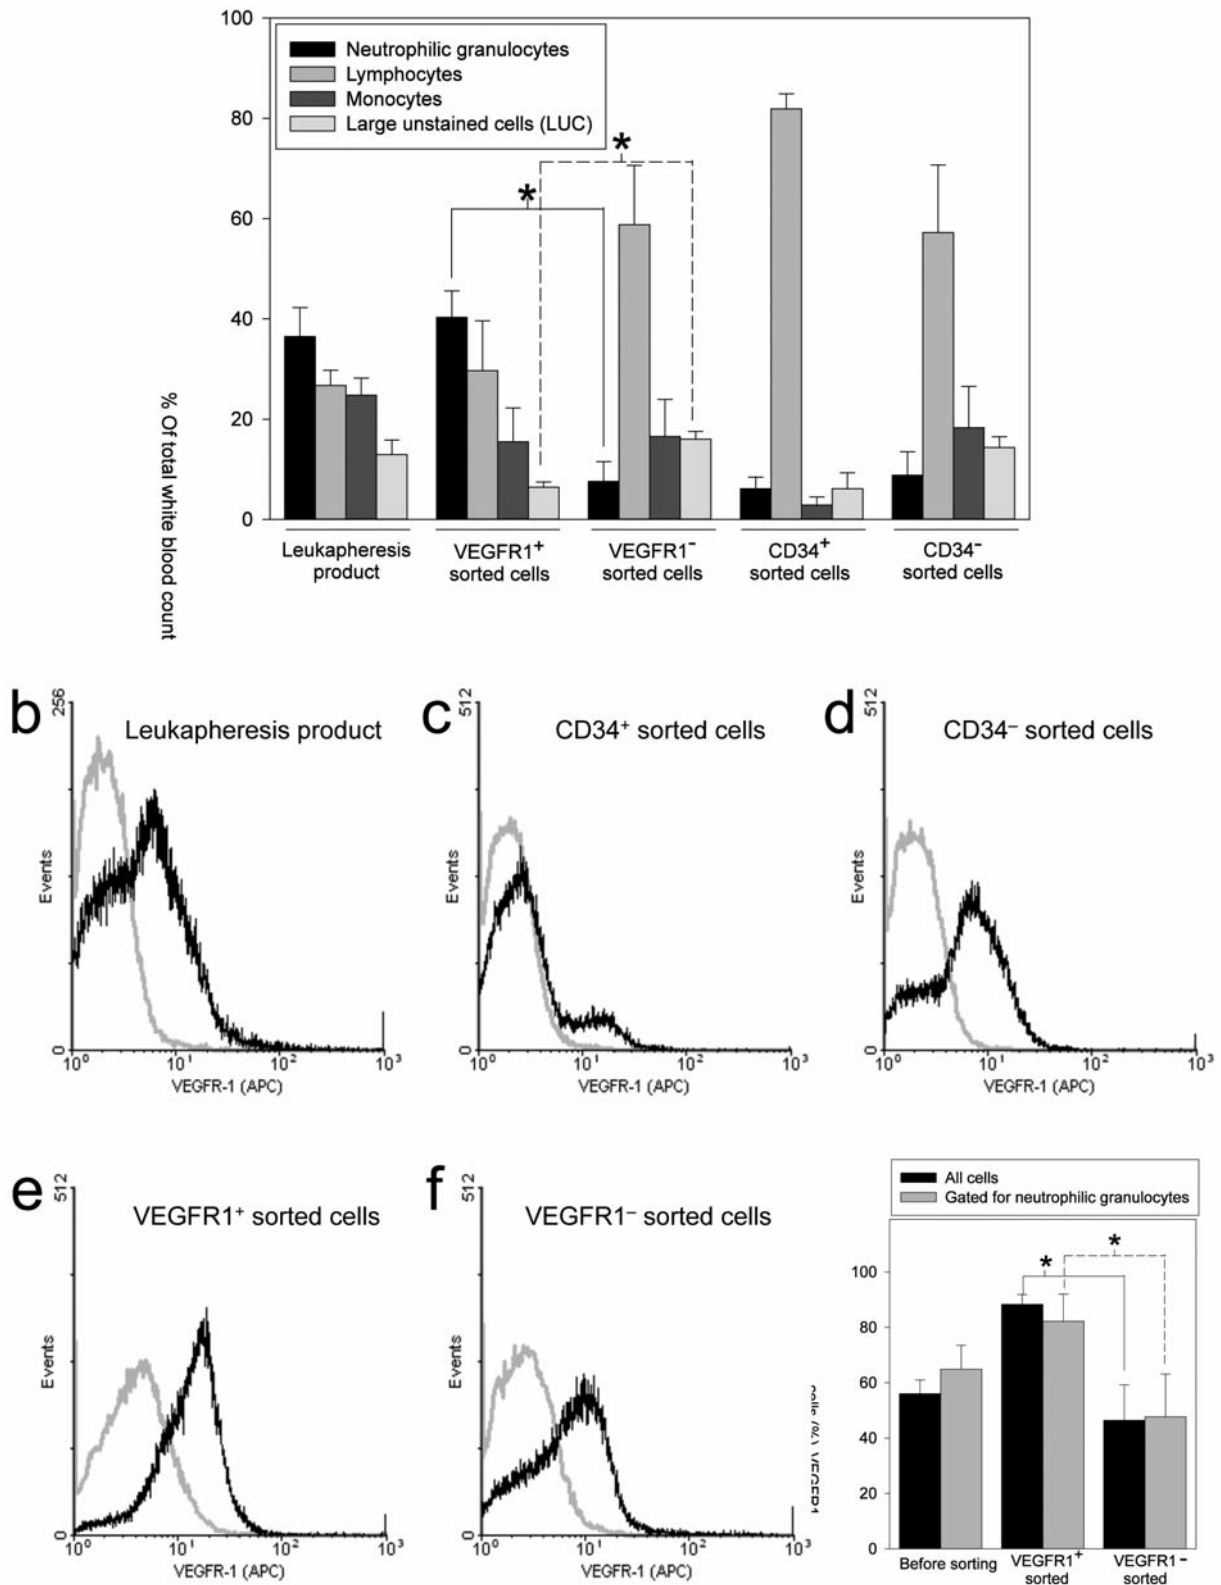 100
80
60
40
20
0
% Of total white blood count
Neutrophilic granulocytes
Lymphocytes
Monocytes
Large unstained cells (LUC)
*
*
Leukapheresis
product
VEGFR1+
sorted cells
VEGFR1−
sorted cells
CD34+
sorted cells
CD34−
sorted cells
b
256
Leukapheresis product
Events
0
10⁰ 10¹ 10² 10³
VEGFR-1 (APC)
c
512
CD34+ sorted cells
Events
0
10⁰ 10¹ 10² 10³
VEGFR-1 (APC)
d
512
CD34− sorted cells
Events
0
10⁰ 10¹ 10² 10³
VEGFR-1 (APC)
e
512
VEGFR1+ sorted cells
Events
0
10⁰ 10¹ 10² 10³
VEGFR-1 (APC)
f
512
VEGFR1− sorted cells
Events
0
10⁰ 10¹ 10² 10³
VEGFR-1 (APC)
All cells
Gated for neutrophilic granulocytes
*
*
100
80
60
40
20
0
cells (%) VEGFR1
Before sorting
VEGFR1+
sorted
VEGFR1−
sorted